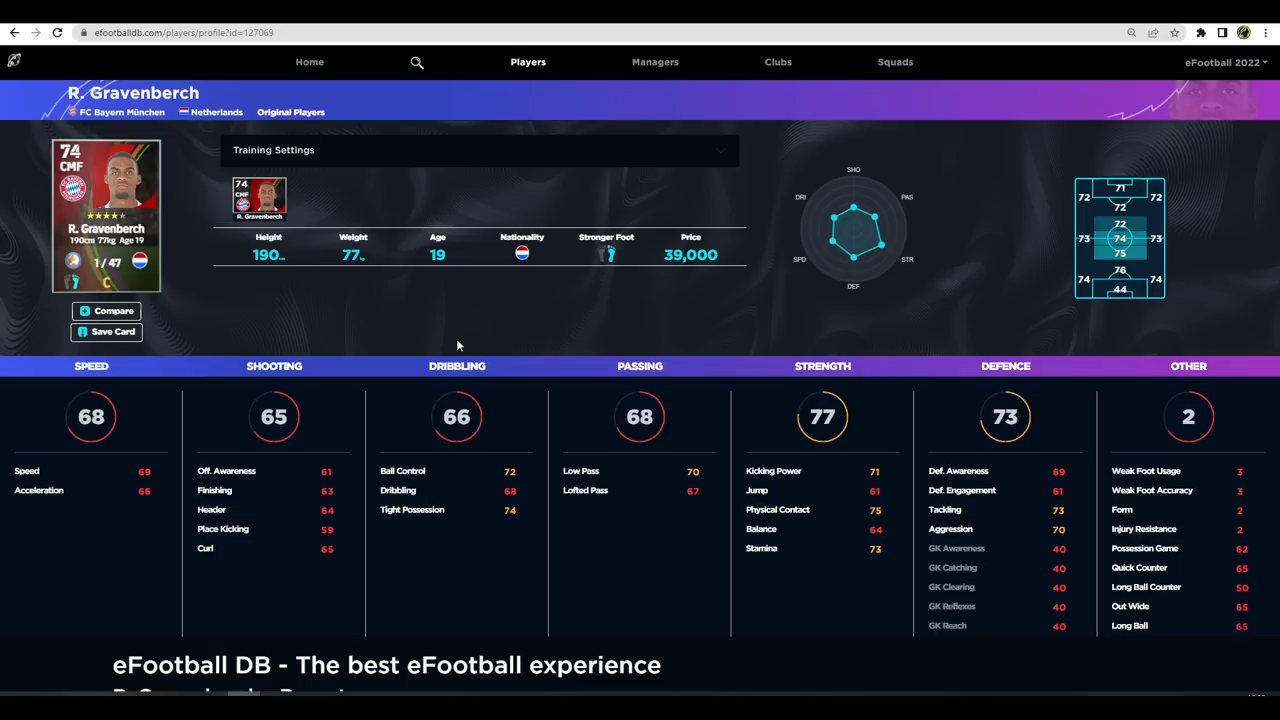 efootballdb.com/players/profile?id=127069
Home Players Managers Clubs Squads eFootball 2022
R. Gravenberch
FC Bayern München Netherlands Original Players
74
CMF
R. Gravenberch
190cm 77kg Age 19
1 / 47
C
Compare
Save Card
Training Settings
74
CMF
R. Gravenberch
Height Weight Age Nationality Stronger Foot Price
190cm 77kg 19 39,000
SHO
DRI PAS
SPD STR
DEF
71
72 72
72
72
73 74 73
75
76
74 74
44
SPEED SHOOTING DRIBBLING PASSING STRENGTH DEFENCE OTHER
68 65 66 68 77 73 2
Speed 69
Acceleration 66
Off. Awareness 61
Finishing 63
Header 64
Place Kicking 59
Curl 65
Ball Control 72
Dribbling 68
Tight Possession 74
Low Pass 70
Lofted Pass 67
Kicking Power 71
Jump 61
Physical Contact 75
Balance 64
Stamina 73
Def. Awareness 69
Def. Engagement 61
Tackling 73
Aggression 70
GK Awareness 40
GK Catching 40
GK Clearing 40
GK Reflexes 40
GK Reach 40
Weak Foot Usage 3
Weak Foot Accuracy 3
Form 2
Injury Resistance 2
Possession Game 62
Quick Counter 65
Long Ball Counter 50
Out Wide 65
Long Ball 65
eFootball DB - The best eFootball experience